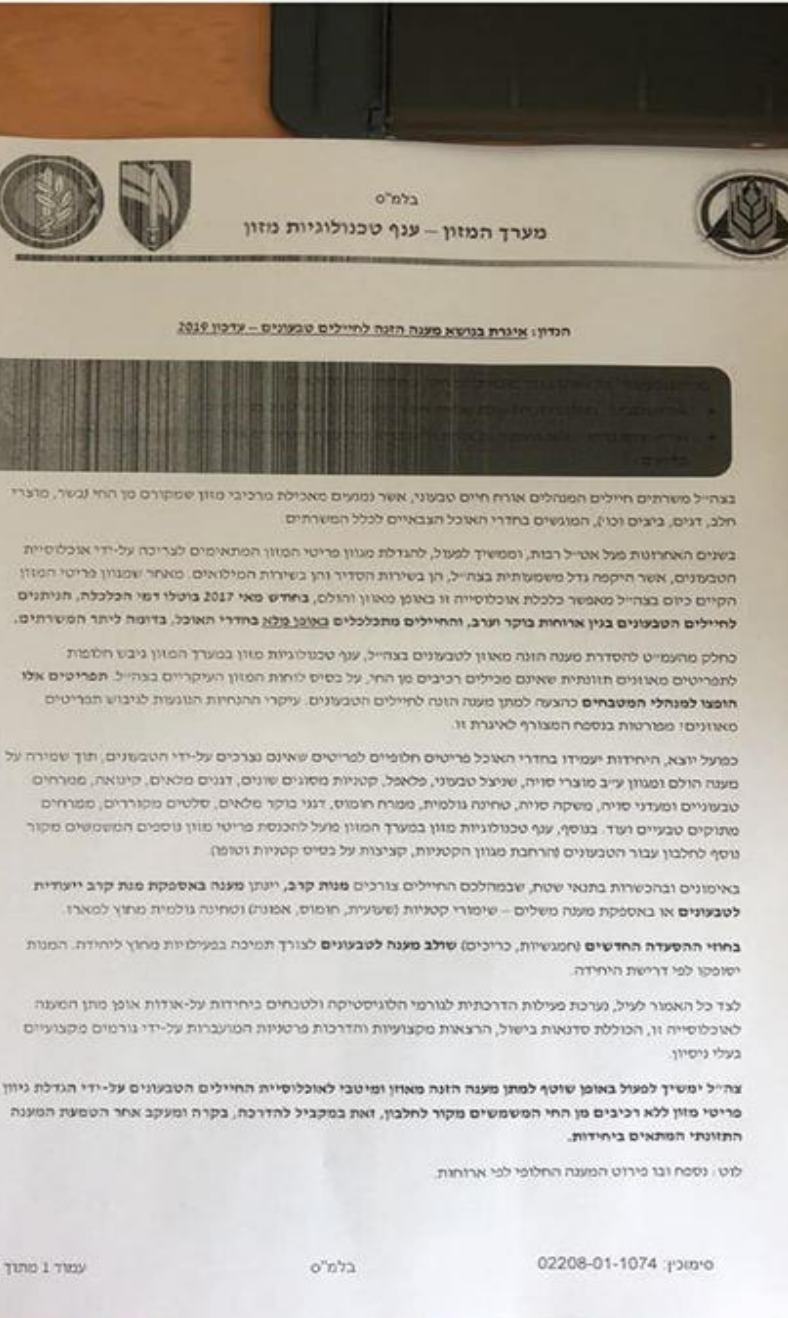 בלמ"ס
מערך המזון – ענף טכנולוגיות מזון
הנדון: איגרת בנושא מענה הזנה לחיילים טבעונים – עדכון 2019
בצה"ל משרתים חיילים המנהלים אורח חיים טבעוני, אשר נמנעים מאכילת מרכיבי מזון שמקורם מן החי (בשר, מוצרי
חלב, דגים, ביצים וכו'), המוגשים בחדרי האוכל הצבאיים לכלל המשרתים
בשנים האחרונות פעל אט"ל רבות, וממשיך לפעול, להגדלת מגוון פריטי המזון המתאימים לצריכה על-ידי אוכלוסיית
הטבעונים, אשר היקפה גדל משמעותית בצה"ל, הן בשירות הסדיר והן בשירות המילואים. מאחר שמגוון פריטי המזון
הקיים כיום בצה"ל מאפשר כלכלת אוכלוסייה זו באופן מאוזן והולם, בחודש מאי 2017 בוטלו דמי הכלכלה, הניתנים
לחיילים הטבעונים בגין ארוחות בוקר וערב, והחיילים מתכלכלים באופן מלא בחדרי האוכל, בדומה ליתר המשרתים.
כחלק מהעמ"ט להסדרת מענה הזנה מאוזן לטבעונים בצה"ל, ענף טכנולוגיות מזון במערך המזון גיבש חלופות
לתפריטים מאוזנים תזונתית שאינם מכילים רכיבים מן החי, על בסיס לוחות המזון העיקריים בצה"ל. תפריטים אלו
הופצו למנהלי המטבחים כהצעה למתן מענה הזנה לחיילים הטבעונים. עיקרי ההנחיות הנוגעות לגיבוש תפריטים
מאוזנים מפורטות בנספח המצורף לאיגרת זו.
כפועל יוצא, היחידות יעמידו בחדרי האוכל פריטים חלופיים לפריטים שאינם נצרכים על-ידי הטבעונים, תוך שמירה על
מענה הולם ומגוון ע"ב מוצרי סויה, שניצל טבעוני, פלאפל, קטניות מסוגים שונים, דגנים מלאים, קינואה, ממרחים
טבעוניים ומעדני סויה, משקה סויה, טחינה גולמית, ממרח חומוס, דגני בוקר מלאים, סלטים מקוררים, ממרחים
מתוקים טבעיים ועוד. בנוסף, ענף טכנולוגיות מזון במערך המזון פועל להכנסת פריטי מזון נוספים המשמשים מקור
נוסף לחלבון עבור הטבעונים (הרחבת מגוון הקטניות, קציצות על בסיס קטניות וטופו).
באימונים ובהכשרות בתנאי שטח, שבמהלכם החיילים צורכים מנות קרב, יינתן מענה באספקת מנת קרב ייעודית
לטבעונים או באספקת מענה משלים – שימורי קטניות (שעועית, חומוס, אפונה) וטחינה גולמית מחוץ למארז.
בחוזי ההסעדה החדשים (חמגשיות, כריכים) שולב מענה לטבעונים לצורך תמיכה בפעילויות מחוץ ליחידה. המנות
יסופקו לפי דרישת היחידה.
לצד כל האמור לעיל, נערכת פעילות הדרכתית לגורמי הלוגיסטיקה ולטבחים ביחידות על-אודות אופן מתן המענה
לאוכלוסייה זו, הכוללת סדנאות בישול, הרצאות מקצועיות והדרכות פרטניות המועברות על-ידי גורמים מקצועיים
בעלי ניסיון.
צה"ל ימשיך לפעול באופן שוטף למתן מענה הזנה מאוזן ומיטבי לאוכלוסיית החיילים הטבעונים על-ידי הגדלת גיוון
פריטי מזון ללא רכיבים מן החי המשמשים מקור לחלבון, זאת במקביל להדרכה, בקרה ומעקב אחר הטמעת המענה
התזונתי המתאים ביחידות.
לוט: נספח ובו פירוט המענה החלופי לפי ארוחות.
סימוכין: 02208-01-1074
בלמ"ס
עמוד 1 מתוך